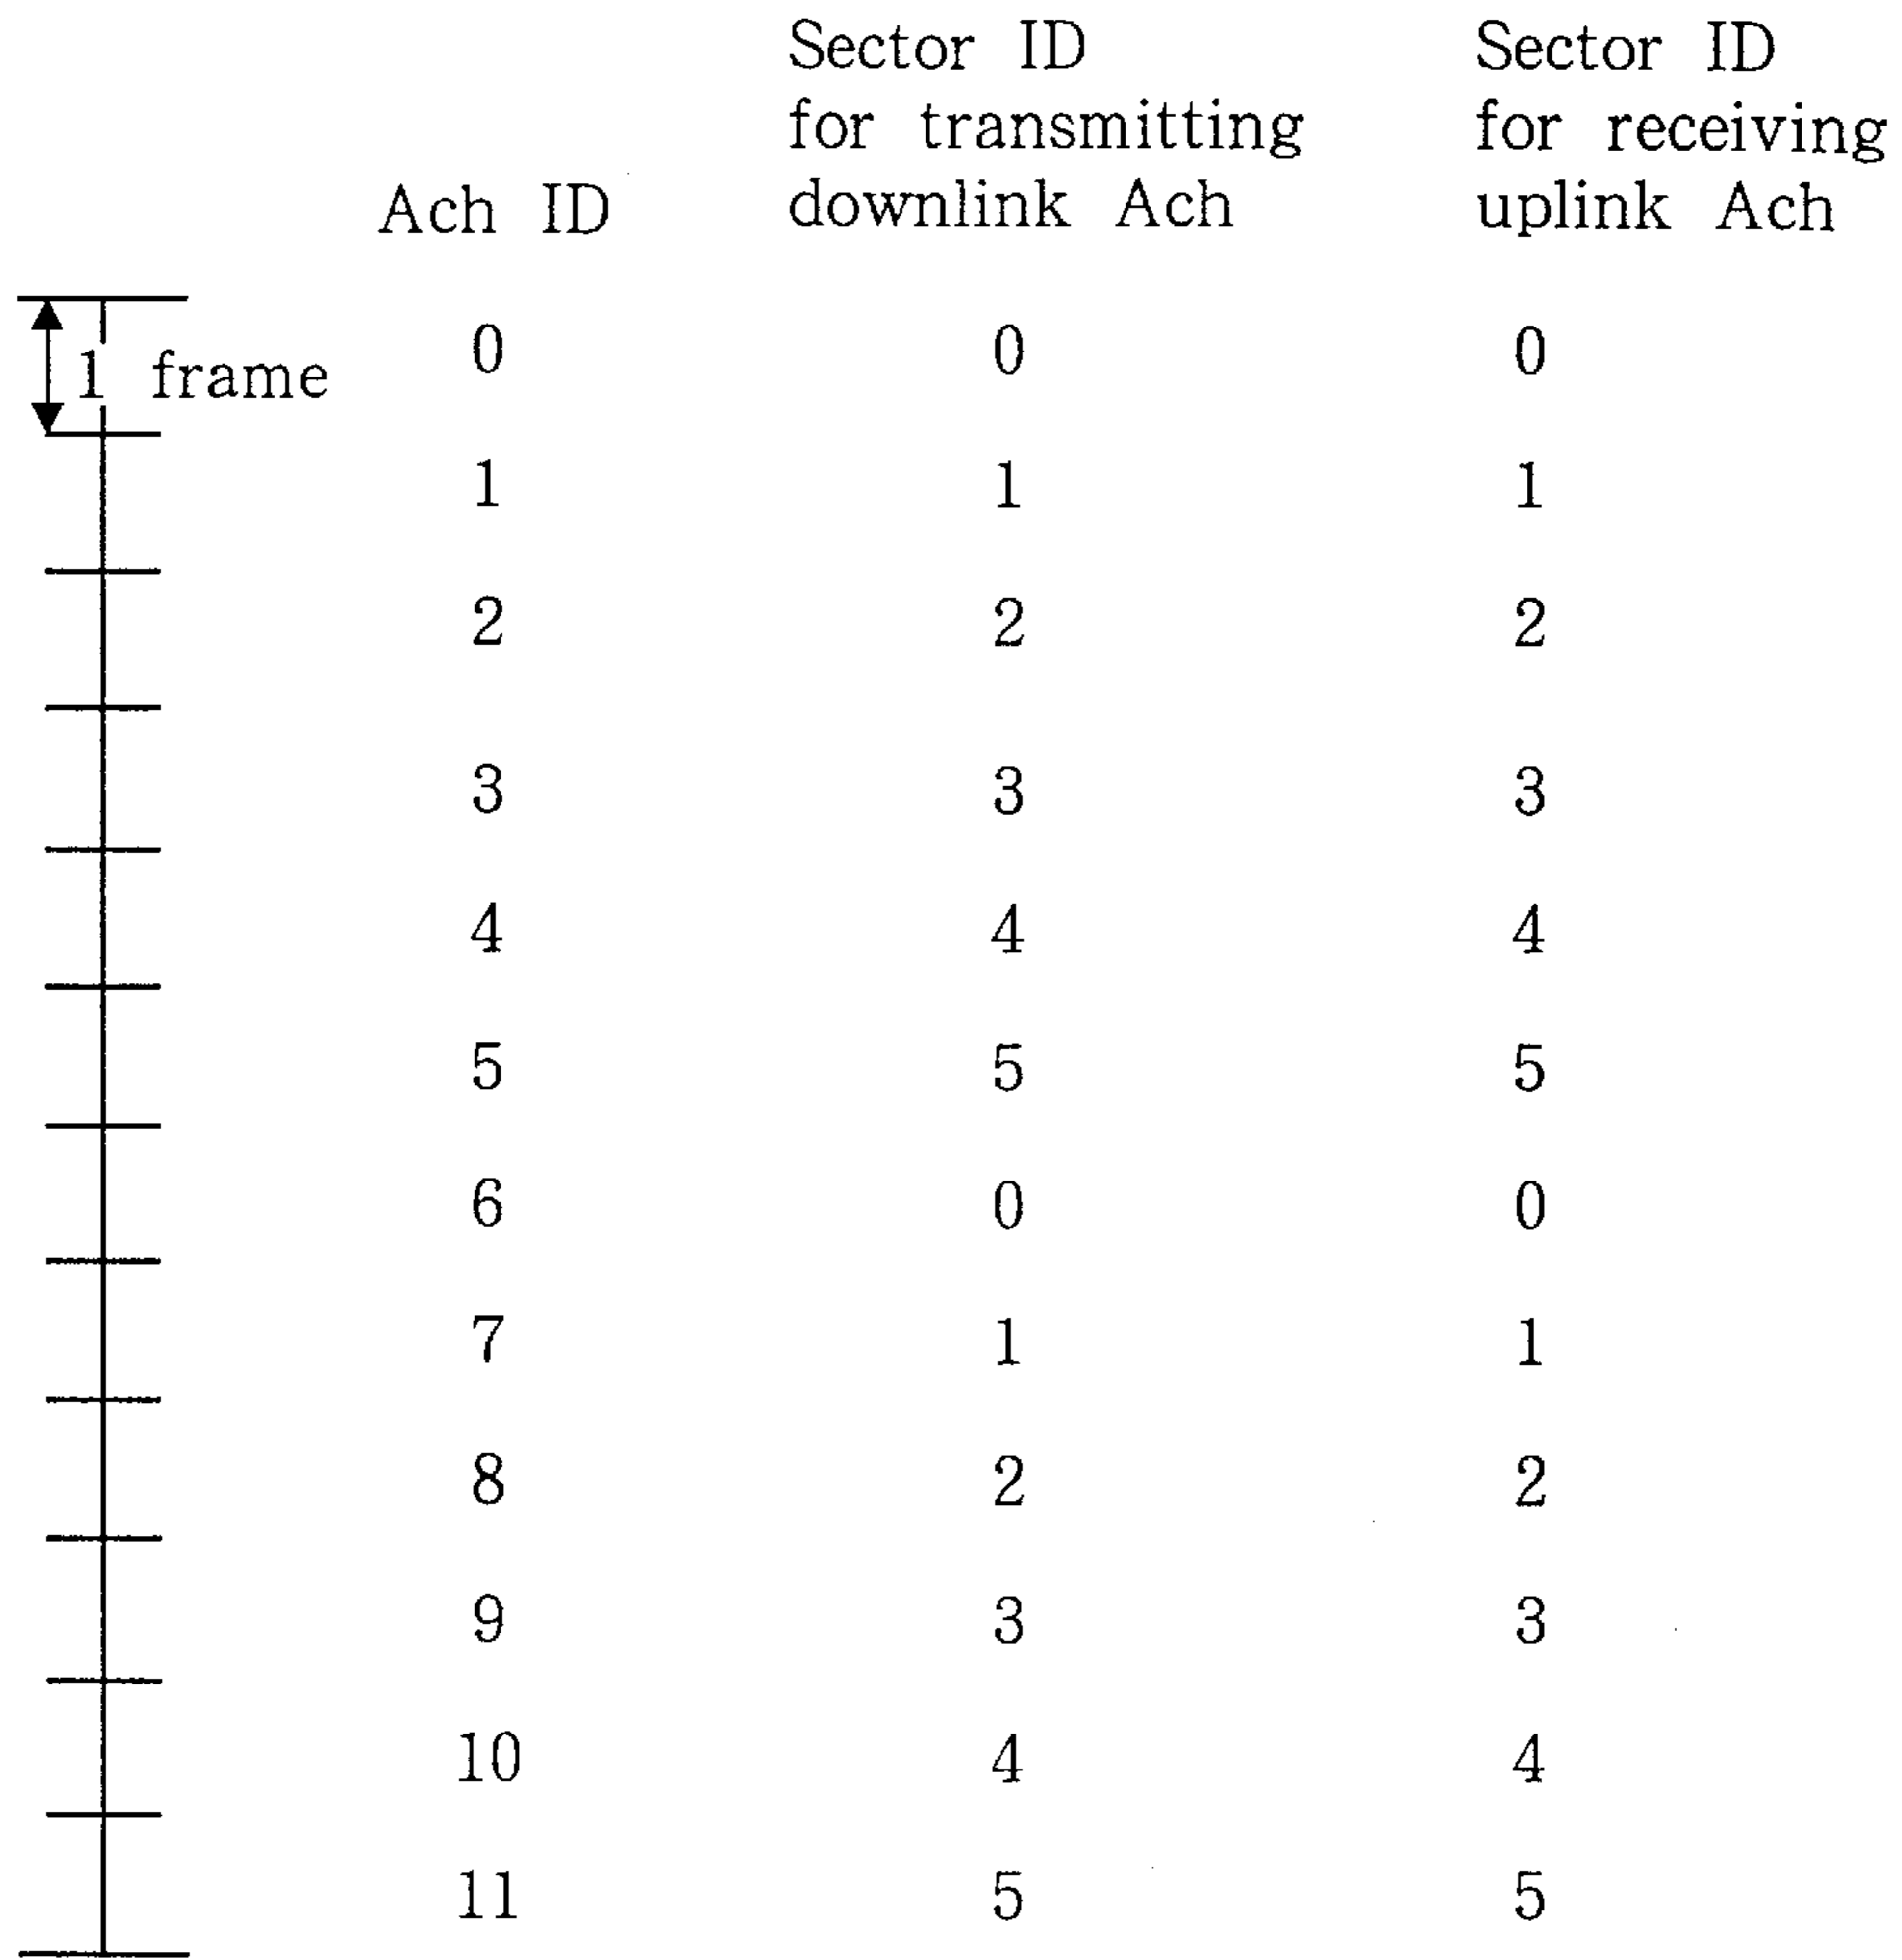 Sector ID
for transmitting
downlink Ach
Sector ID
for receiving
uplink Ach
Ach ID
1 frame
0 0 0
1 1 1
2 2 2
3 3 3
4 4 4
5 5 5
6 0 0
7 1 1
8 2 2
9 3 3
10 4 4
11 5 5